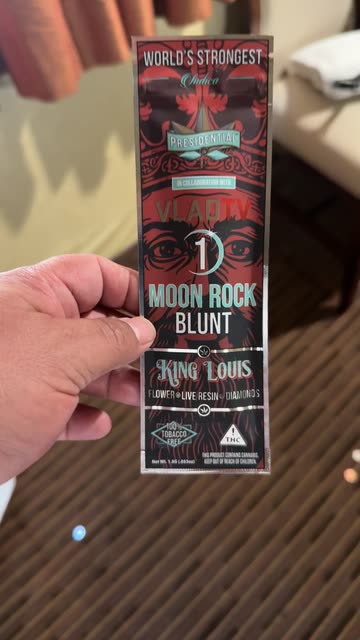 WORLD'S STRONGEST
Indica
PRESIDENTIAL
IN COLLABORATION WITH
VLADTV
1
MOON ROCK
BLUNT
KING LOUIS
FLOWER LIVE RESIN DIAMONDS
100%
TOBACCO
FREE
THC
THIS PRODUCT CONTAINS CANNABIS,
KEEP OUT OF REACH OF CHILDREN.